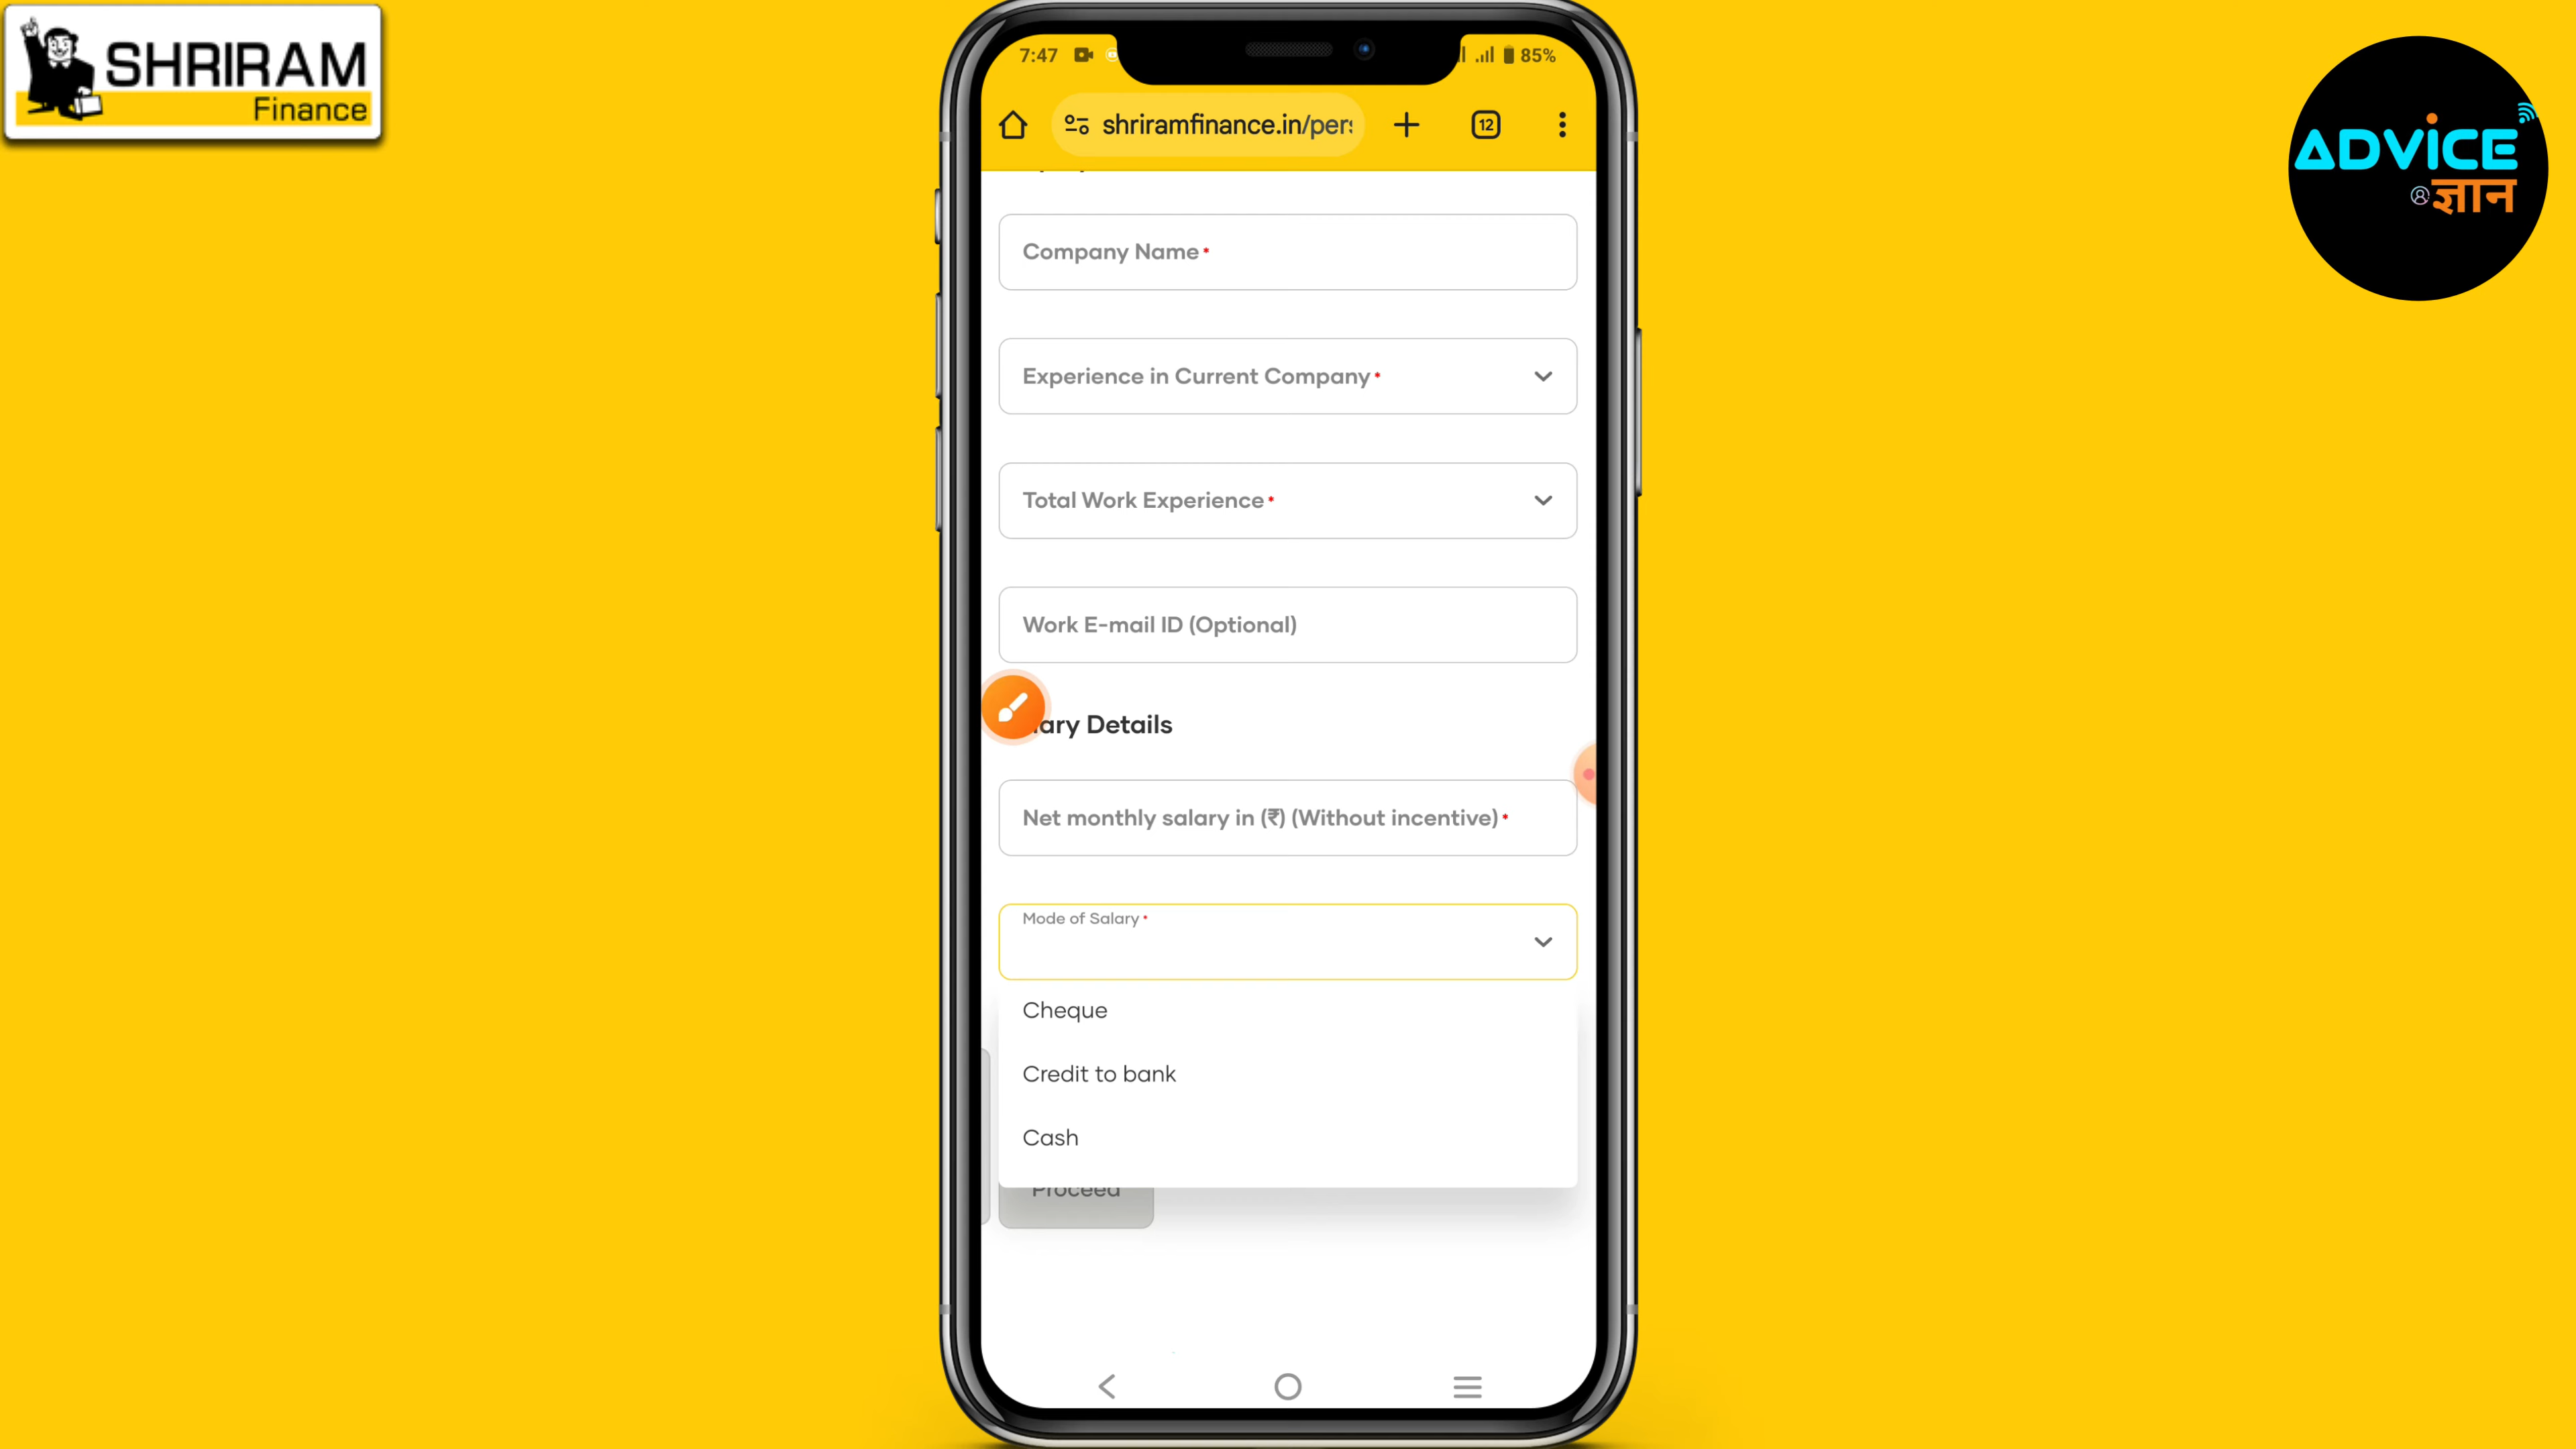 SHRIRAM
Finance
ADVICE
ज्ञान
7:47
85%
shriramfinance.in/pers
12
Company Name*
Experience in Current Company*
Total Work Experience*
Work E-mail ID (Optional)
ary Details
Net monthly salary in (₹) (Without incentive)*
Mode of Salary*
Cheque
Credit to bank
Cash
Proceed